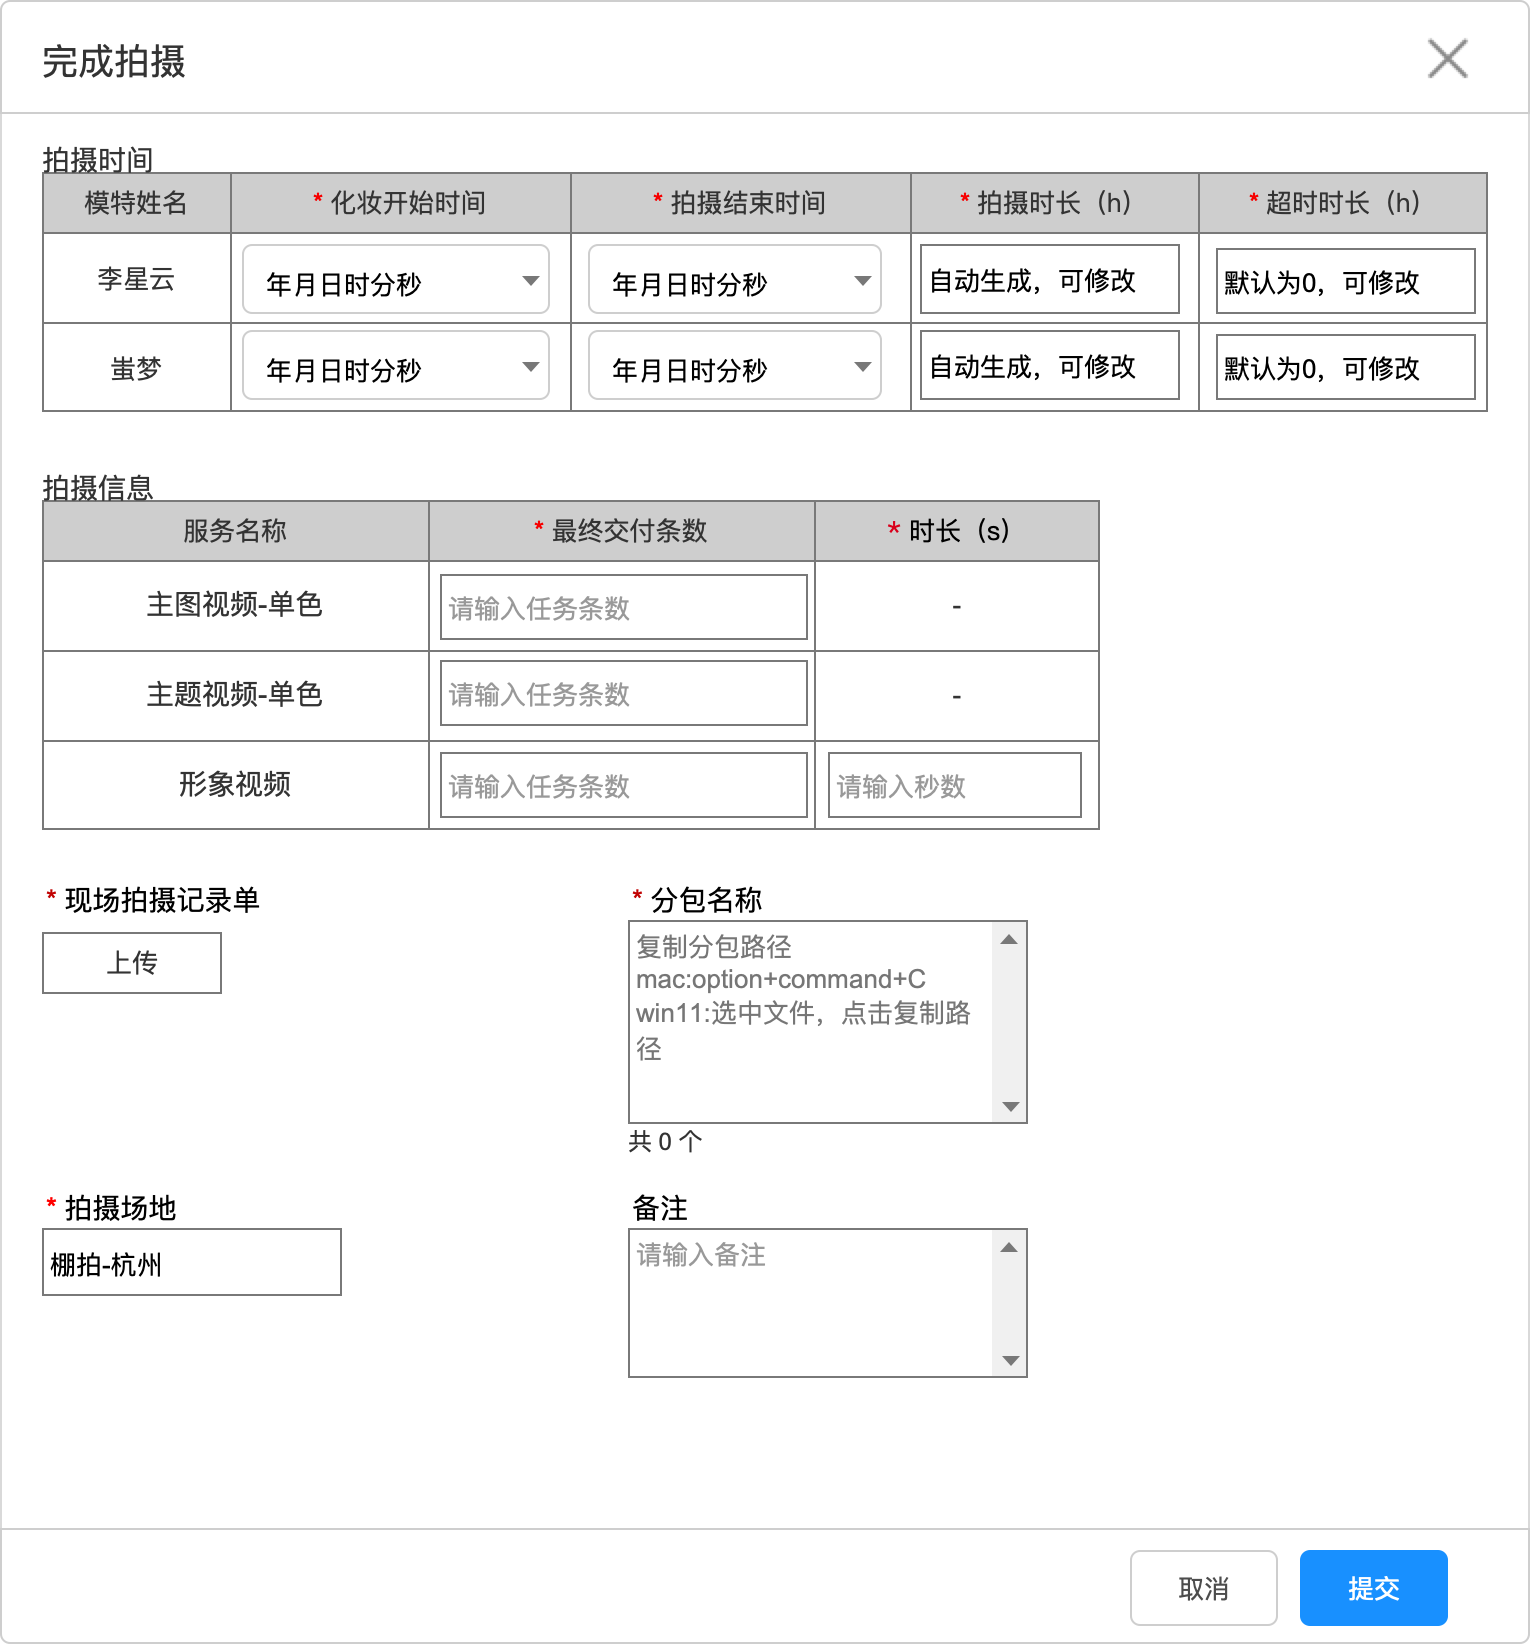 完成拍摄
拍摄时间
模特姓名 * 化妆开始时间 * 拍摄结束时间 * 拍摄时长（h） * 超时时长（h）
李星云 年月日时分秒 年月日时分秒 自动生成，可修改 默认为0，可修改
蚩梦 年月日时分秒 年月日时分秒 自动生成，可修改 默认为0，可修改
拍摄信息
服务名称 * 最终交付条数 * 时长（s）
主图视频-单色 请输入任务条数 -
主题视频-单色 请输入任务条数 -
形象视频 请输入任务条数 请输入秒数
* 现场拍摄记录单
上传
* 分包名称
复制分包路径
mac:option+command+C
win11:选中文件，点击复制路
径
共 0 个
* 拍摄场地
棚拍-杭州
备注
请输入备注
取消 提交